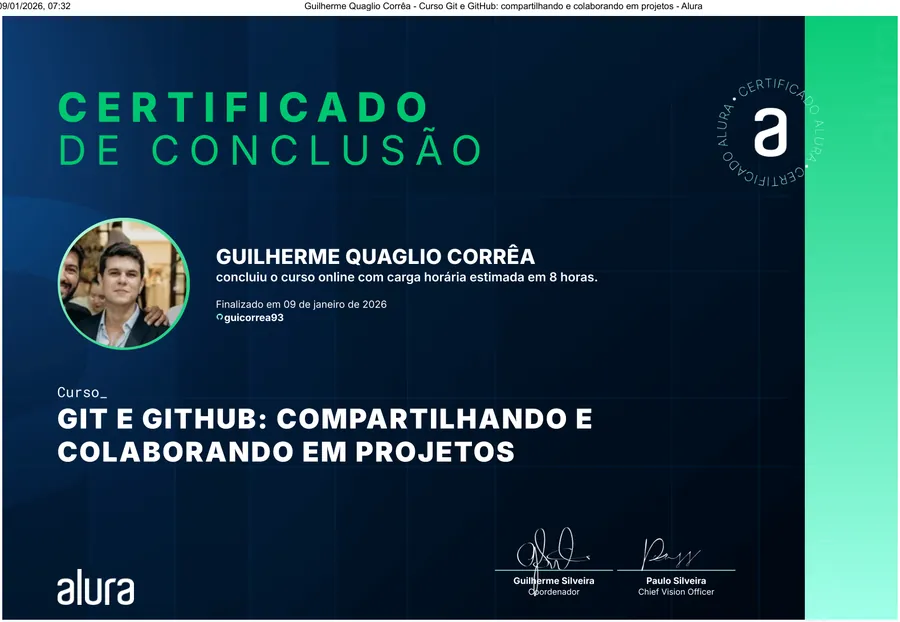 09/01/2026, 07:32
Guilherme Quaglio Corrêa - Curso Git e GitHub: compartilhando e colaborando em projetos - Alura
CERTIFICADO
DE CONCLUSÃO
CERTIFICADO ALURA • CERTIFICADO ALURA •
a
GUILHERME QUAGLIO CORRÊA
concluiu o curso online com carga horária estimada em 8 horas.
Finalizado em 09 de janeiro de 2026
guicorrea93
Curso_
GIT E GITHUB: COMPARTILHANDO E
COLABORANDO EM PROJETOS
alura
Guilherme Silveira
Coordenador
Paulo Silveira
Chief Vision Officer